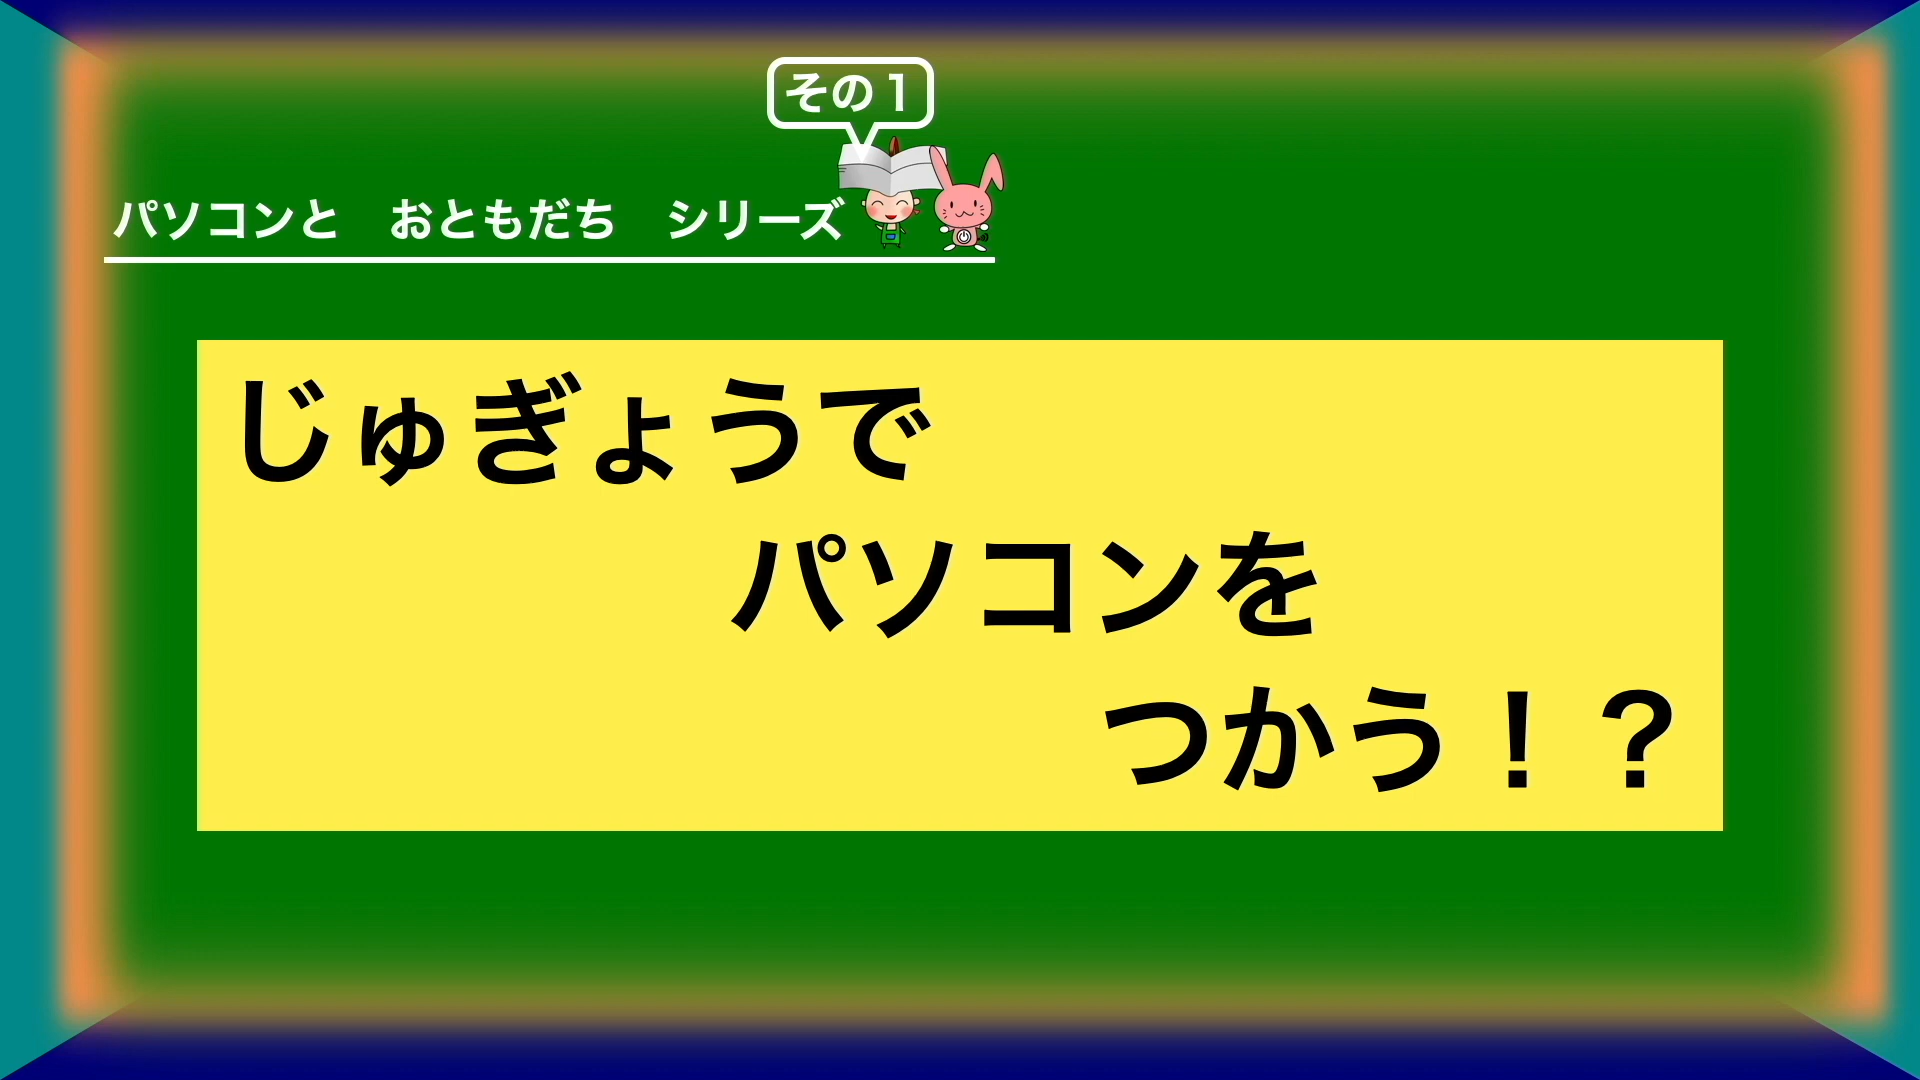 その１
パソコンと　おともだち　シリーズ
じゅぎょうで
パソコンを
つかう！？